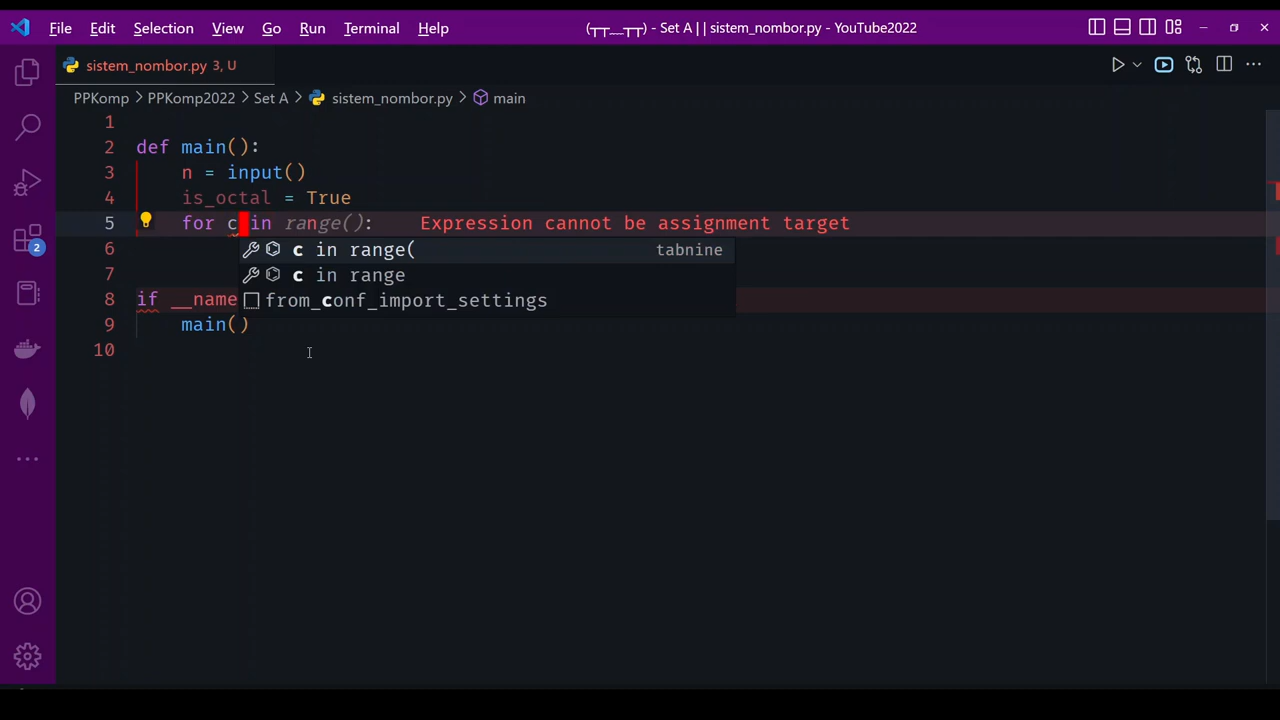 File Edit Selection View Go Run Terminal Help (┬┬﹏┬┬) - Set A | | sistem_nombor.py - YouTube2022
sistem_nombor.py 3, U
PPKomp > PPKomp2022 > Set A > sistem_nombor.py > main
1
2 def main():
3 n = input()
4 is_octal = True
5 for c in range(): Expression cannot be assignment target
6 c in range( tabnine
7 c in range
8 if __name from_conf_import_settings
9 main()
10
2